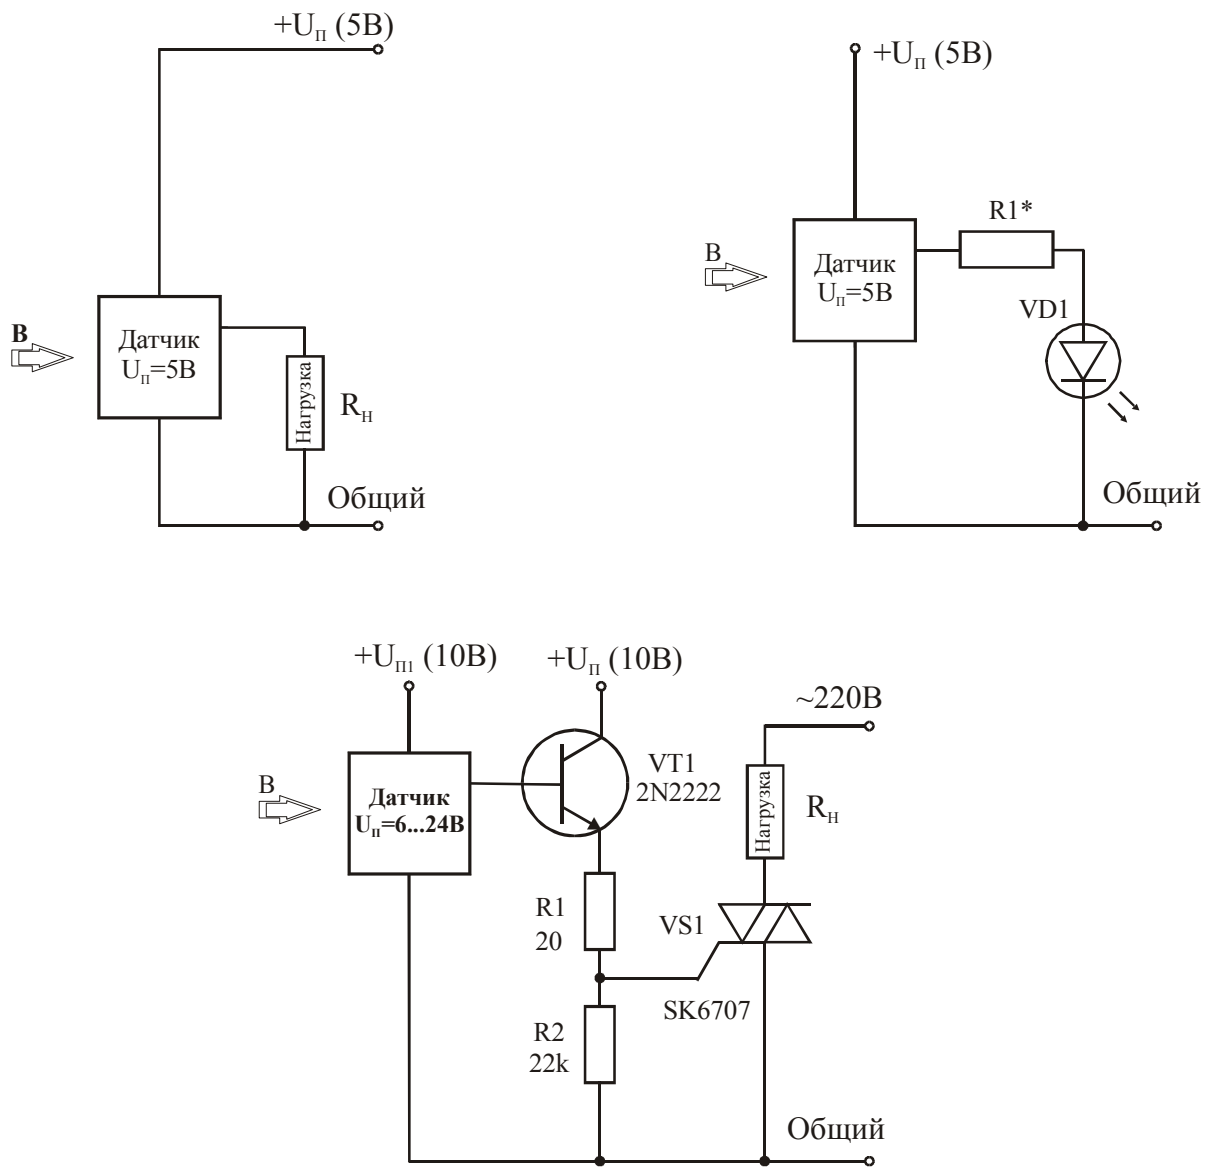 +Uп (5В)
В
Датчик
Uп=5В
Нагрузка
RН
Общий
+Uп (5В)
R1*
В
Датчик
Uп=5В
VD1
Общий
+UП1 (10В)
+Uп (10В)
~220В
В
Датчик
Uп=6...24В
VT1
2N2222
Нагрузка
RН
R1
20
VS1
SK6707
R2
22k
Общий